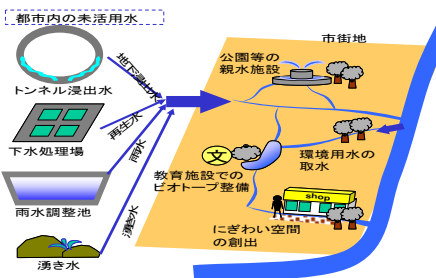 都市内の未活用水
トンネル浸出水
下水処理場
雨水調整池
湧き水
地下浸出水
再生水
雨水
湧き水
市街地
公園等の
親水施設
環境用水の
取水
文
教育施設での
ビオトープ整備
shop
にぎわい空間
の創出